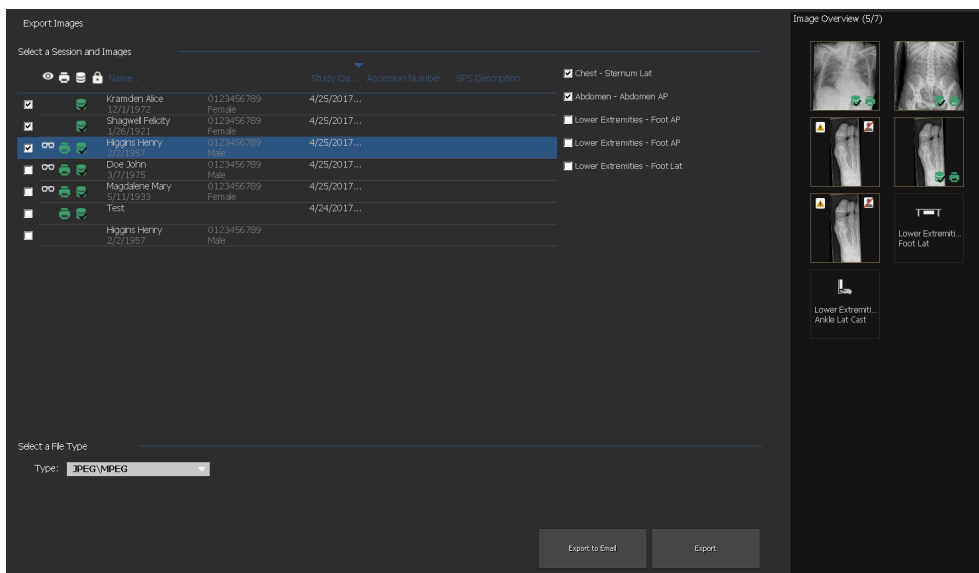 Export Images
Image Overview (5/7)
Select a Session and Images
Name :
Study Da... Accession Number SPS Description
Chest - Sternum Lat
Abdomen - Abdomen AP
Lower Extremities - Foot AP
Lower Extremities - Foot AP
Lower Extremities - Foot Lat
Kramden Alice 0123456789 4/25/2017...
12/1/1972 Female
Shagwell Felicity 0123456789 4/25/2017...
1/26/1921 Female
Higgins Henry 0123456789 4/25/2017...
2/2/1957 Male
Doe John 0123456789 4/25/2017...
3/7/1975 Male
Magdalene Mary 0123456789 4/25/2017...
5/11/1933 Female
Test 4/24/2017...
Higgins Henry 0123456789
2/2/1957 Male
Lower Extremiti...
Foot Lat
Lower Extremiti...
Ankle Lat Cast
Select a File Type
Type: JPEG\MPEG
Export to Email Export